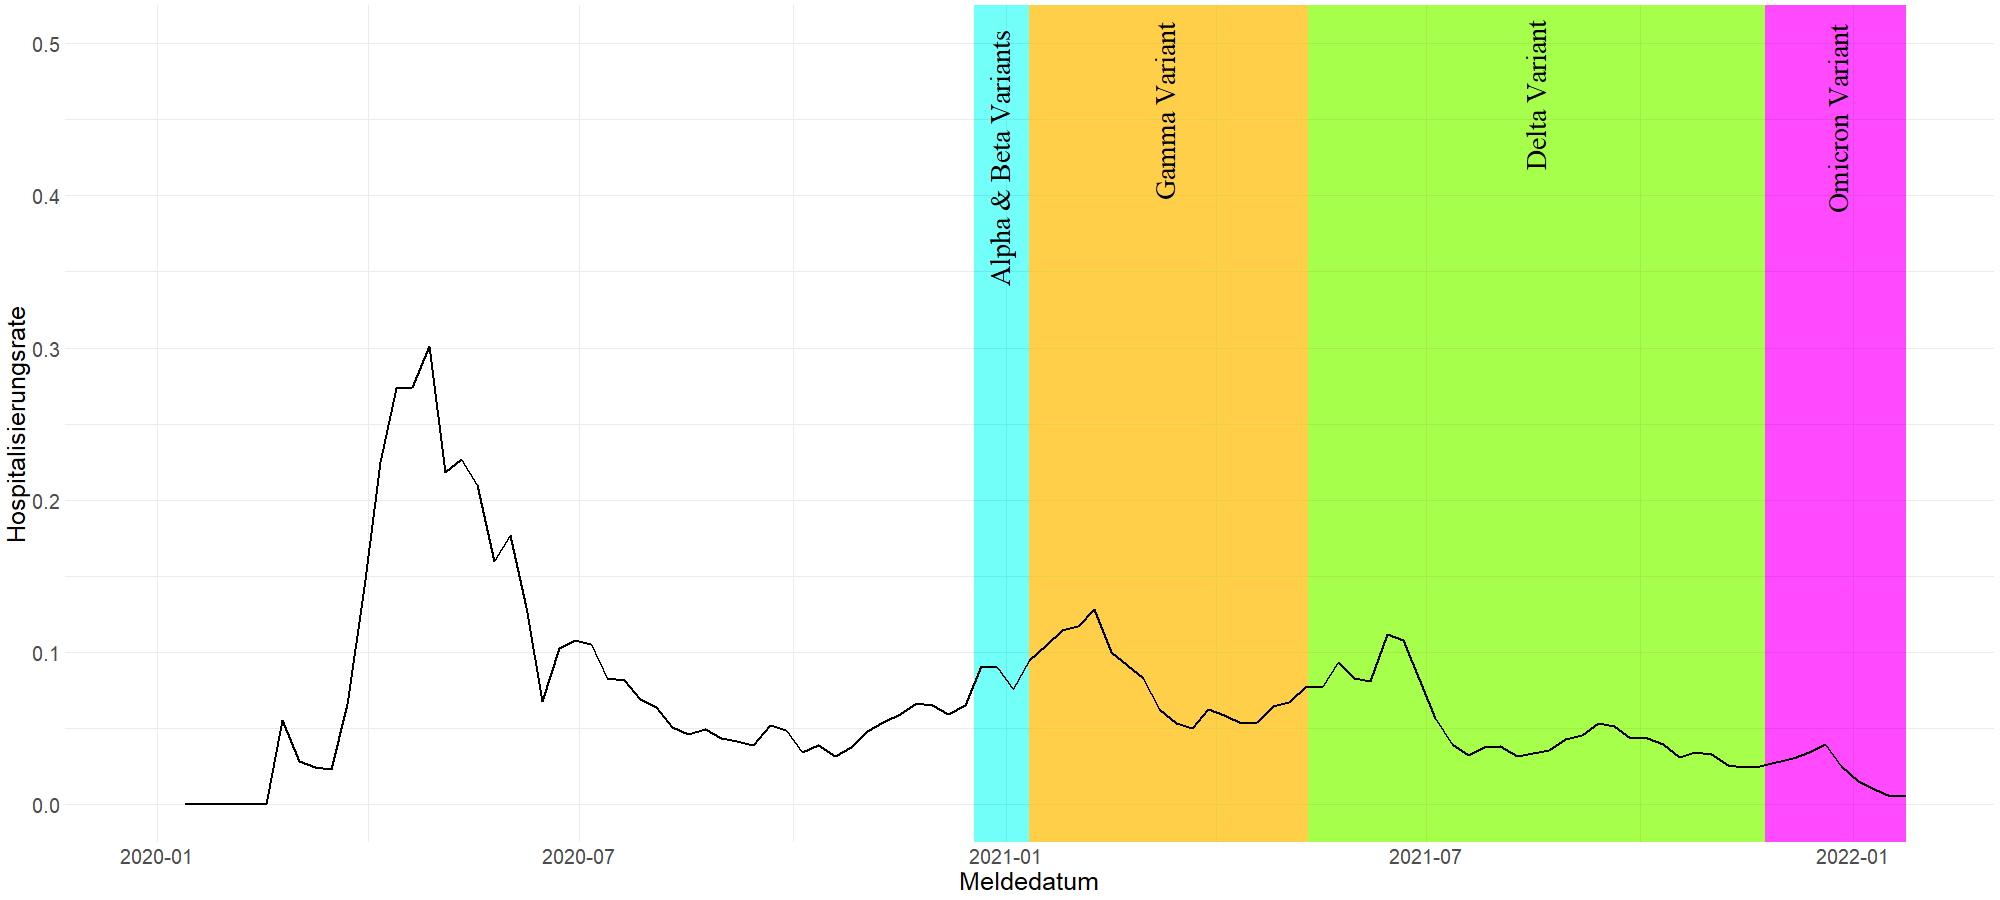 Alpha & Beta Variants
Gamma Variant
Delta Variant
Omicron Variant
Hospitalisierungsrate
0.5
0.4
0.3
0.2
0.1
0.0
2020-01
2020-07
2021-01
2021-07
2022-01
Meldedatum